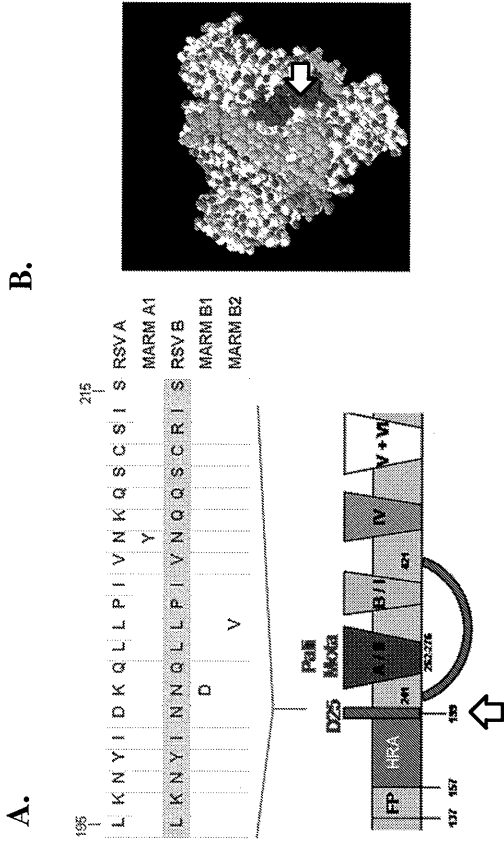 A.
B.
195 215
L K N Y I D K Q L L P I V N K Q S C S I S RSV A
Y MARM A1
L K N Y I N N Q L L P I V N Q Q S C R I S RSV B
D MARM B1
V MARM B2
D25
Pali
Mota
B / I
IV
V + VI
FP
HRA
241
262-276
421
137
157